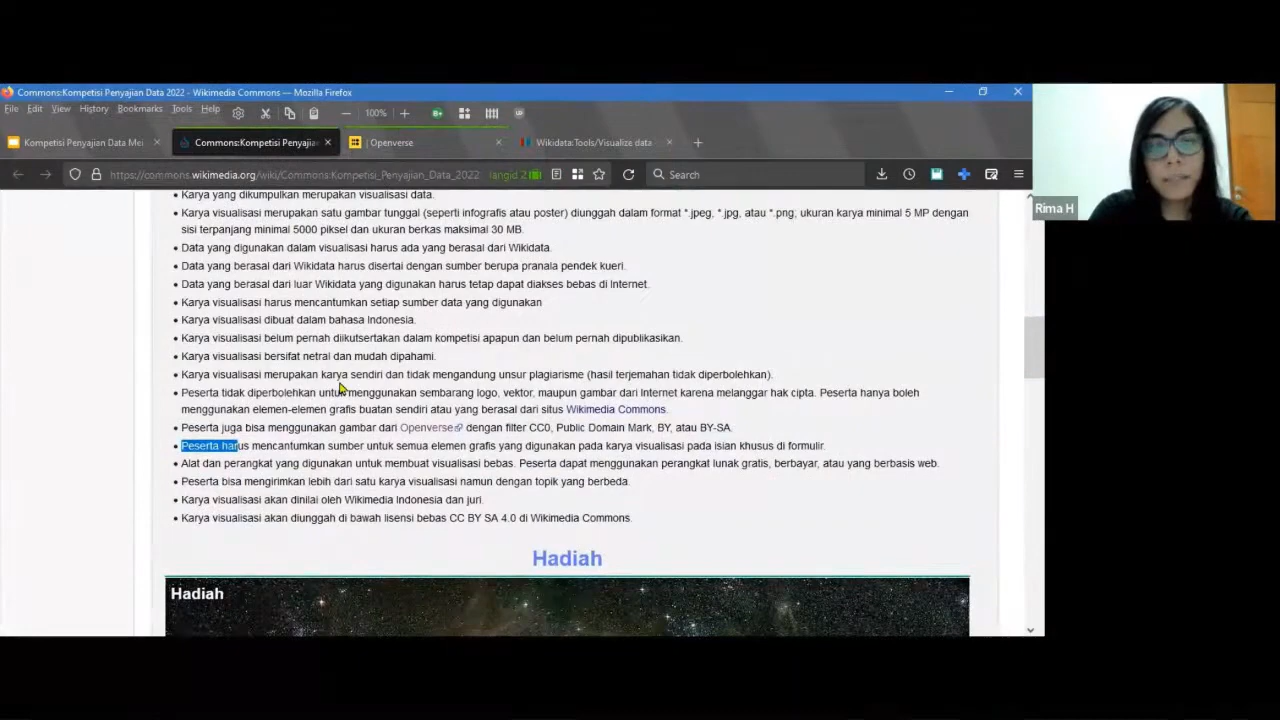 Commons:Kompetisi Penyajian Data 2022 - Wikimedia Commons — Mozilla Firefox
File Edit View History Bookmarks Tools Help 100%
Kompetisi Penyajian Data Mei
Commons:Kompetisi Penyajian
| Openverse
Wikidata:Tools/Visualize data
https://commons.wikimedia.org/wiki/Commons:Kompetisi_Penyajian_Data_2022
langid 2
Search
Rima H
• Karya yang dikumpulkan merupakan visualisasi data.
• Karya visualisasi merupakan satu gambar tunggal (seperti infografis atau poster) diunggah dalam format *.jpeg, *.jpg, atau *.png; ukuran karya minimal 5 MP dengan
sisi terpanjang minimal 5000 piksel dan ukuran berkas maksimal 30 MB.
• Data yang digunakan dalam visualisasi harus ada yang berasal dari Wikidata.
• Data yang berasal dari Wikidata harus disertai dengan sumber berupa pranala pendek kueri.
• Data yang berasal dari luar Wikidata yang digunakan harus tetap dapat diakses bebas di Internet.
• Karya visualisasi harus mencantumkan setiap sumber data yang digunakan
• Karya visualisasi dibuat dalam bahasa Indonesia.
• Karya visualisasi belum pernah diikutsertakan dalam kompetisi apapun dan belum pernah dipublikasikan.
• Karya visualisasi bersifat netral dan mudah dipahami.
• Karya visualisasi merupakan karya sendiri dan tidak mengandung unsur plagiarisme (hasil terjemahan tidak diperbolehkan).
• Peserta tidak diperbolehkan untuk menggunakan sembarang logo, vektor, maupun gambar dari Internet karena melanggar hak cipta. Peserta hanya boleh
menggunakan elemen-elemen grafis buatan sendiri atau yang berasal dari situs Wikimedia Commons.
• Peserta juga bisa menggunakan gambar dari Openverse dengan filter CC0, Public Domain Mark, BY, atau BY-SA.
• Peserta harus mencantumkan sumber untuk semua elemen grafis yang digunakan pada karya visualisasi pada isian khusus di formulir.
• Alat dan perangkat yang digunakan untuk membuat visualisasi bebas. Peserta dapat menggunakan perangkat lunak gratis, berbayar, atau yang berbasis web.
• Peserta bisa mengirimkan lebih dari satu karya visualisasi namun dengan topik yang berbeda.
• Karya visualisasi akan dinilai oleh Wikimedia Indonesia dan juri.
• Karya visualisasi akan diunggah di bawah lisensi bebas CC BY SA 4.0 di Wikimedia Commons.
Hadiah
Hadiah